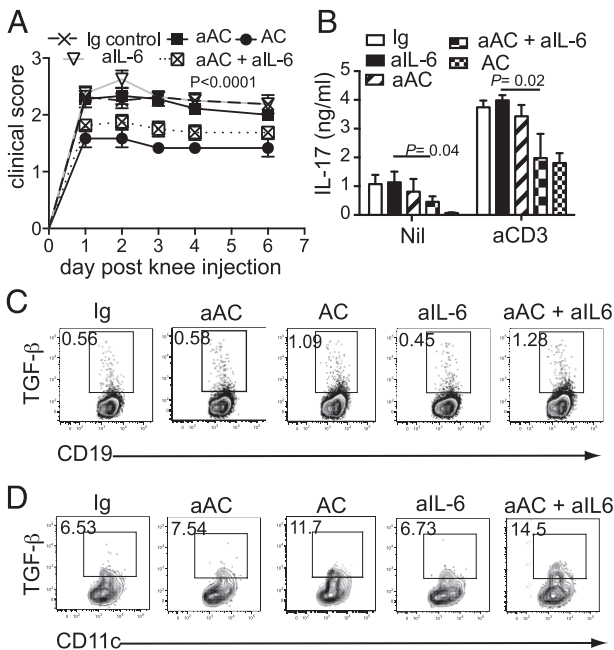 A
Ig control aAC AC
aIL-6 aAC + aIL-6
P<0.0001
clinical score
3
2
1
0
0 1 2 3 4 5 6 7
day post knee injection
B
Ig aAC + aIL-6
aIL-6 AC
aAC
P= 0.02
P= 0.04
IL-17 (ng/ml)
5
4
3
2
1
0
Nil aCD3
C
Ig aAC AC aIL-6 aAC + aIL6
0.56 0.58 1.09 0.45 1.28
TGF-β
CD19
D
Ig aAC AC aIL-6 aAC + aIL6
6.53 7.54 11.7 6.73 14.5
TGF-β
CD11c